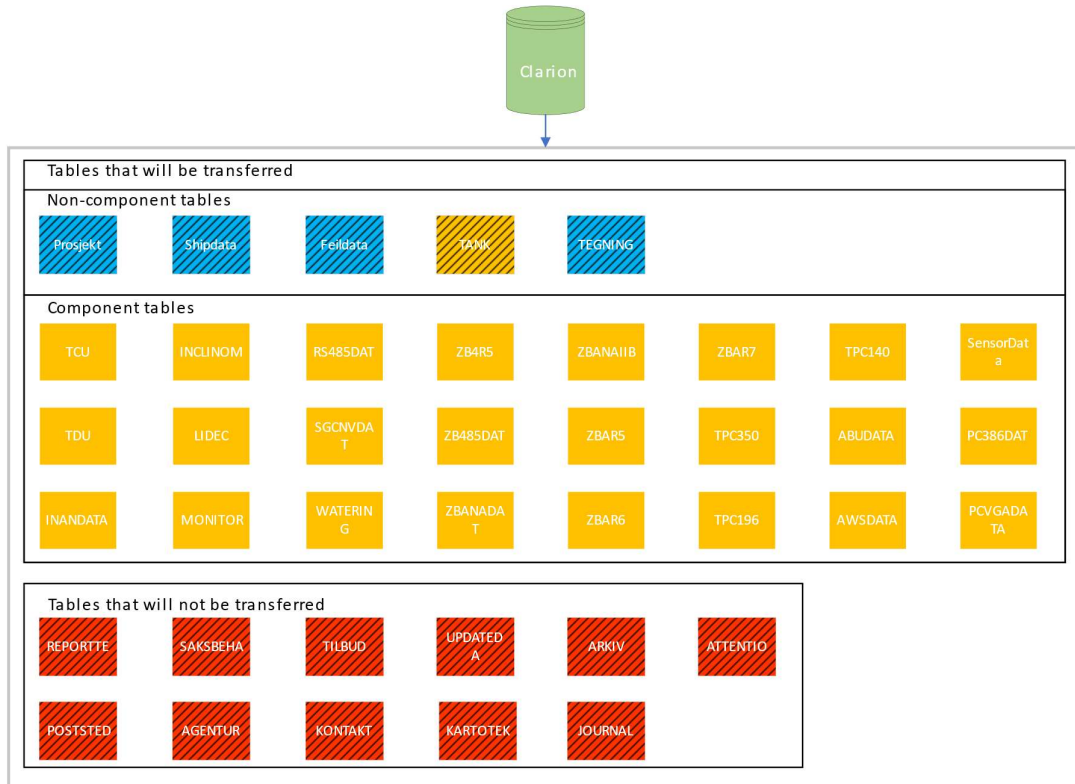 Clarion
Tables that will be transferred
Non-component tables
Prosjekt
Shipdata
Feildata
TANK
TEGNING
Component tables
TCU
INCLINOM
RS485DAT
ZB4R5
ZBANAIIB
ZBAR7
TPC140
SensorDat
a
TDU
LIDEC
SGCNVDA
T
ZB485DAT
ZBAR5
TPC350
ABUDATA
PC386DAT
INANDATA
MONITOR
WATERIN
G
ZBANADA
T
ZBAR6
TPC196
AWSDATA
PCVGADA
TA
Tables that will not be transferred
REPORTTE
SAKSBEHA
TILBUD
UPDATED
A
ARKIV
ATTENTIO
POSTSTED
AGENTUR
KONTAKT
KARTOTEK
JOURNAL